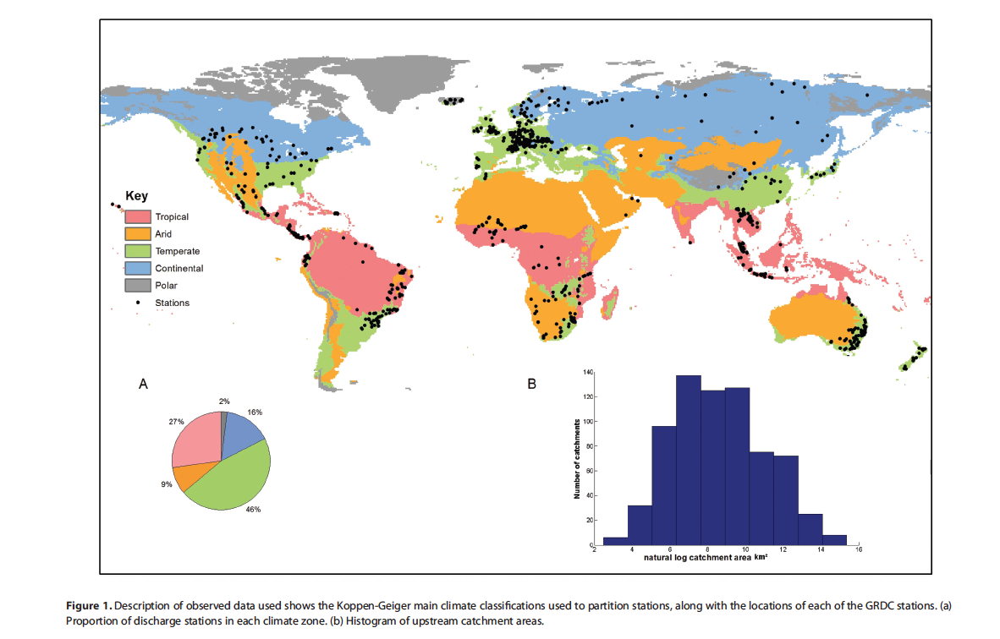 Key
Tropical
Arid
Temperate
Continental
Polar
Stations
A
2%
16%
27%
9%
46%
B
140
120
100
80
60
40
20
0
Number of catchments
2 4 6 8 10 12 14 16
natural log catchment area km²
Figure 1. Description of observed data used shows the Koppen-Geiger main climate classifications used to partition stations, along with the locations of each of the GRDC stations. (a)
Proportion of discharge stations in each climate zone. (b) Histogram of upstream catchment areas.